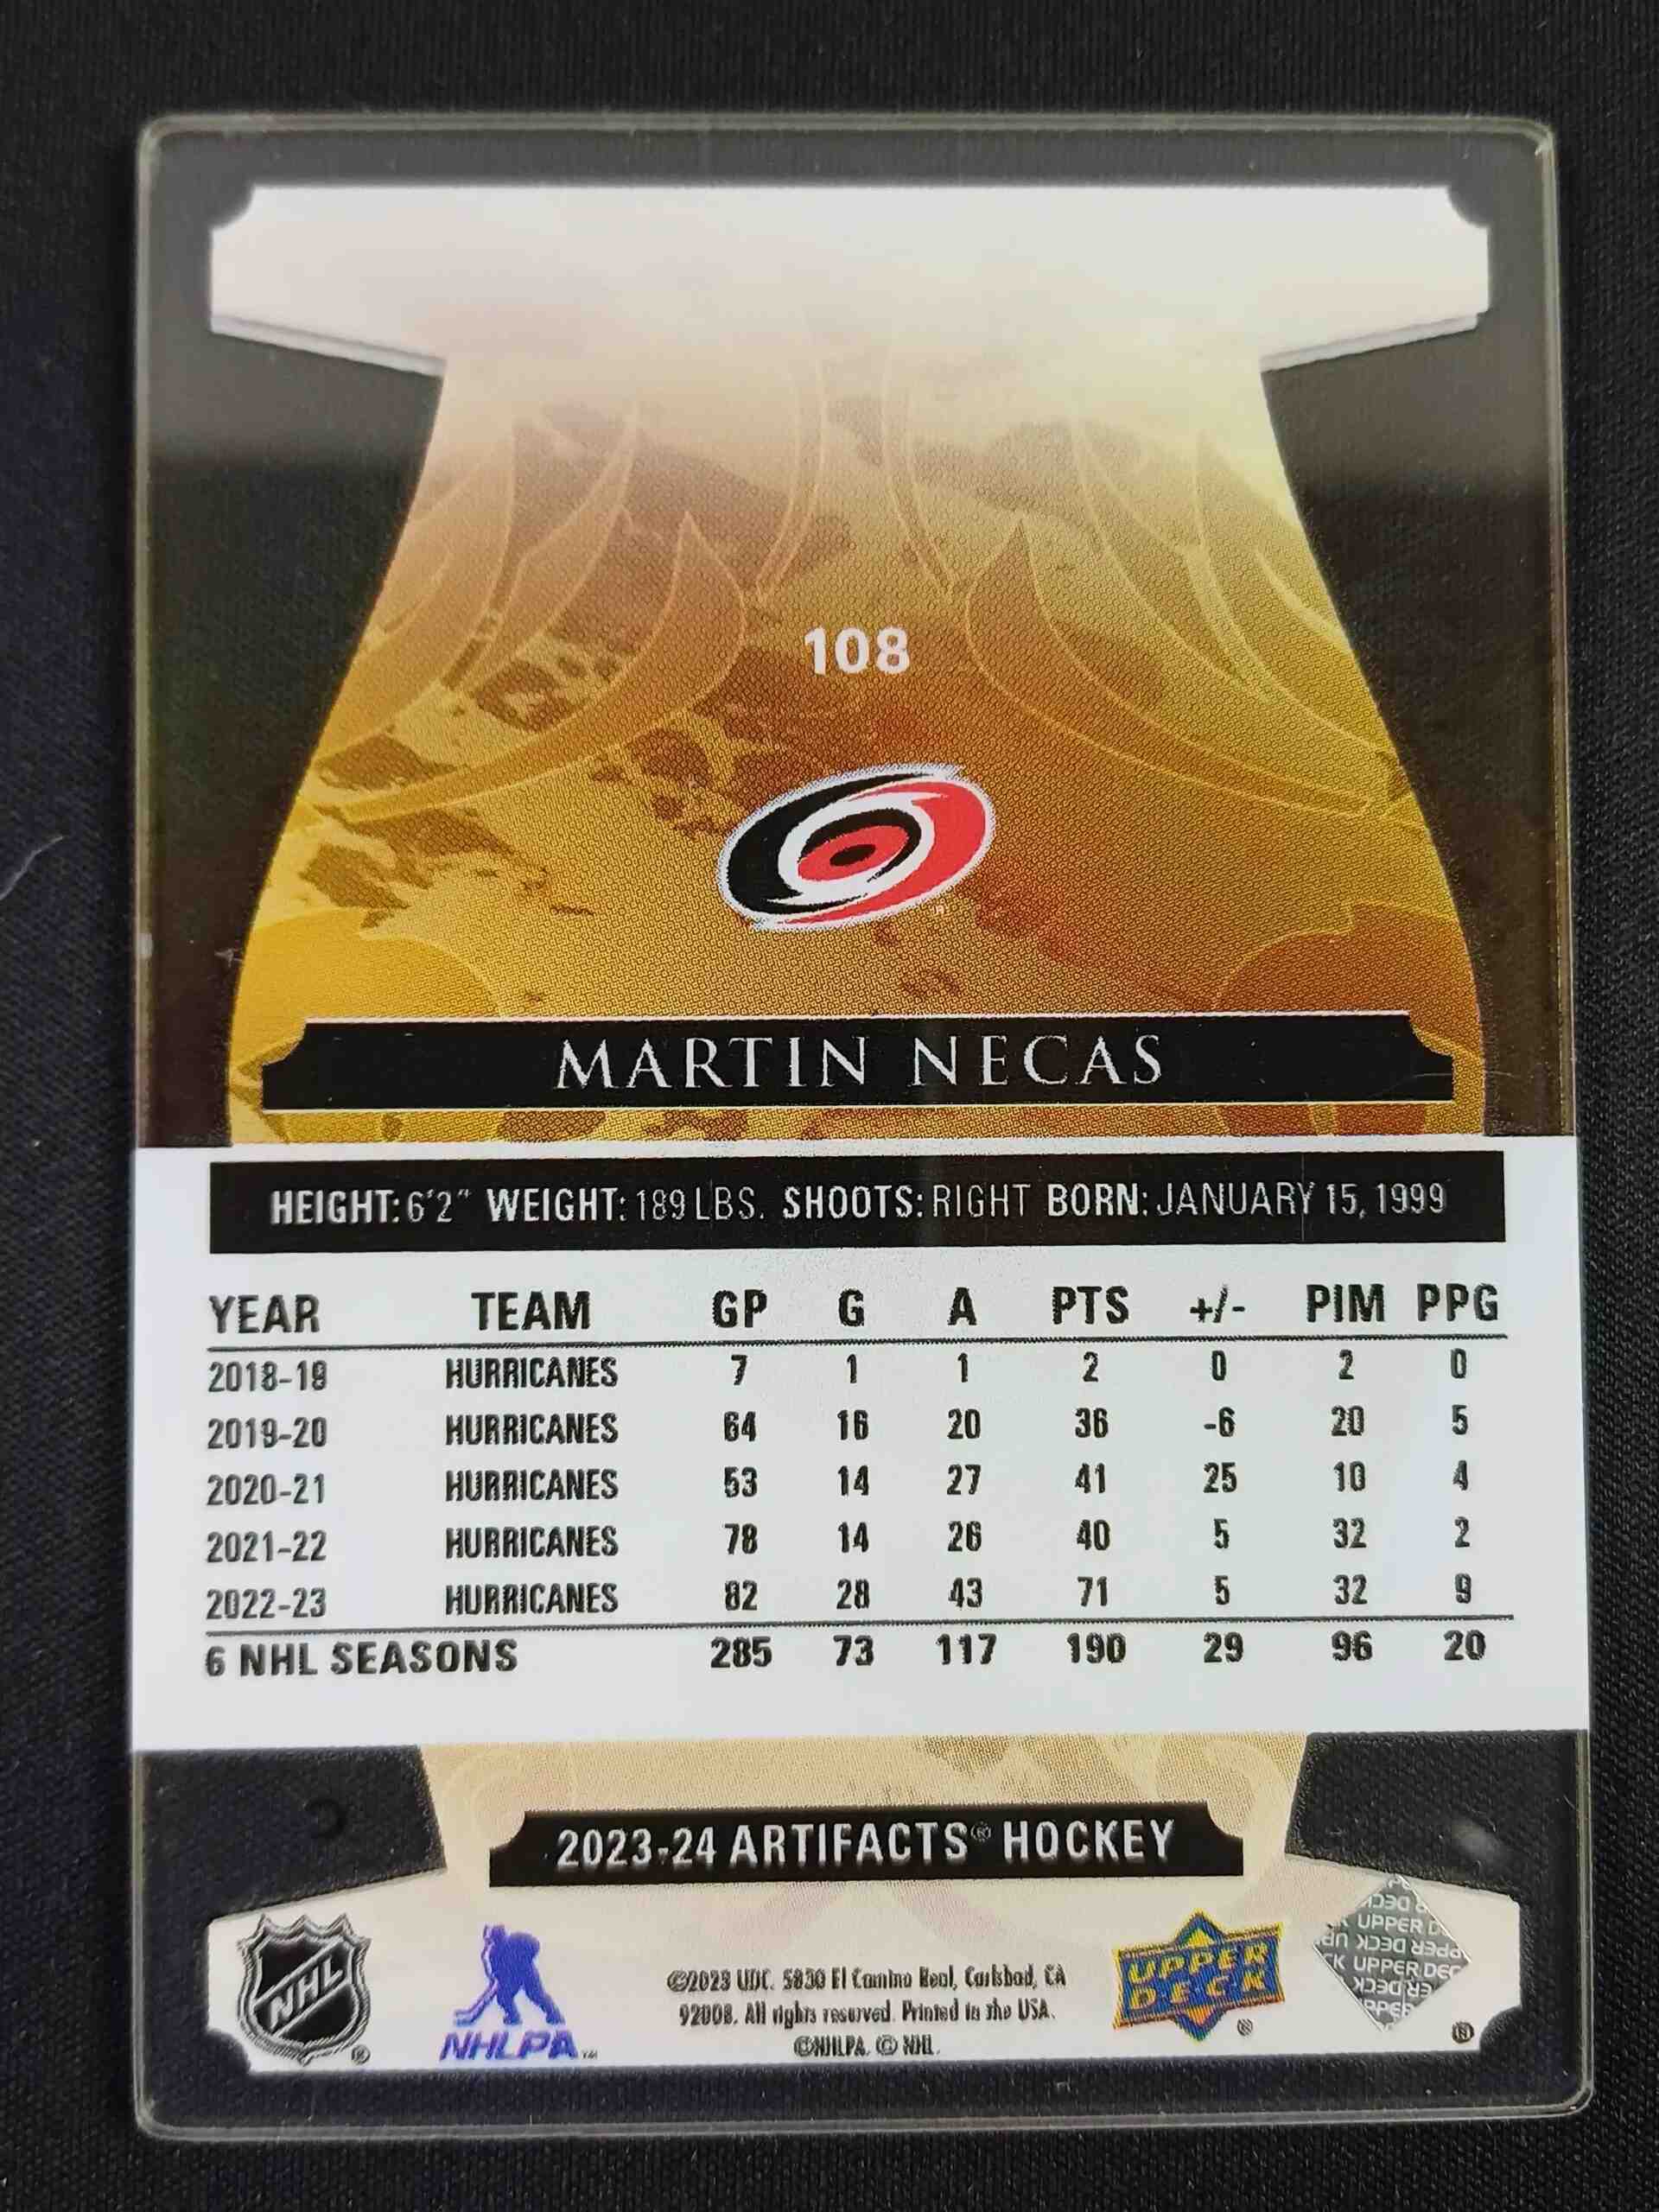 108
MARTIN NECAS
HEIGHT: 6'2" WEIGHT: 189 LBS. SHOOTS: RIGHT BORN: JANUARY 15, 1999
YEAR TEAM GP G A PTS +/- PIM PPG
2018-19 HURRICANES 7 1 1 2 0 2 0
2019-20 HURRICANES 64 16 20 36 -6 20 5
2020-21 HURRICANES 53 14 27 41 25 10 4
2021-22 HURRICANES 78 14 26 40 5 32 2
2022-23 HURRICANES 82 28 43 71 5 32 9
6 NHL SEASONS 285 73 117 190 29 96 20
2023-24 ARTIFACTS® HOCKEY
NHL ®
NHLPA TM
©2023 UDC. 5830 El Camino Real, Carlsbad, CA
92008. All rights reserved. Printed in the USA.
©NHLPA. © NHL.
UPPER DECK ®
UPPER DECK
UPPER DEC
®